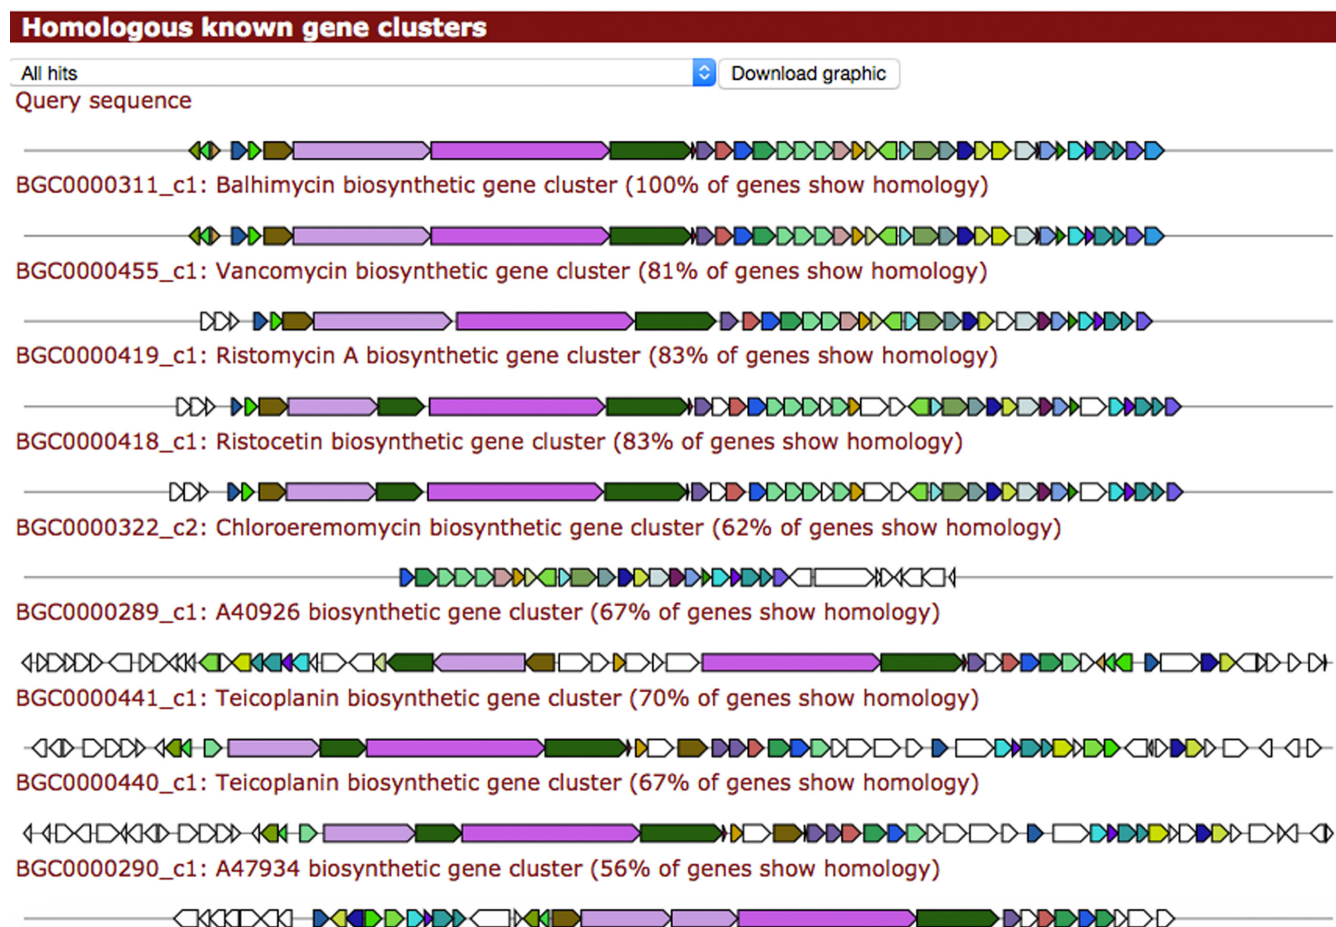 Homologous known gene clusters
All hits
Download graphic
Query sequence
BGC0000311_c1: Balhimycin biosynthetic gene cluster (100% of genes show homology)
BGC0000455_c1: Vancomycin biosynthetic gene cluster (81% of genes show homology)
BGC0000419_c1: Ristomycin A biosynthetic gene cluster (83% of genes show homology)
BGC0000418_c1: Ristocetin biosynthetic gene cluster (83% of genes show homology)
BGC0000322_c2: Chloroeremomycin biosynthetic gene cluster (62% of genes show homology)
BGC0000289_c1: A40926 biosynthetic gene cluster (67% of genes show homology)
BGC0000441_c1: Teicoplanin biosynthetic gene cluster (70% of genes show homology)
BGC0000440_c1: Teicoplanin biosynthetic gene cluster (67% of genes show homology)
BGC0000290_c1: A47934 biosynthetic gene cluster (56% of genes show homology)